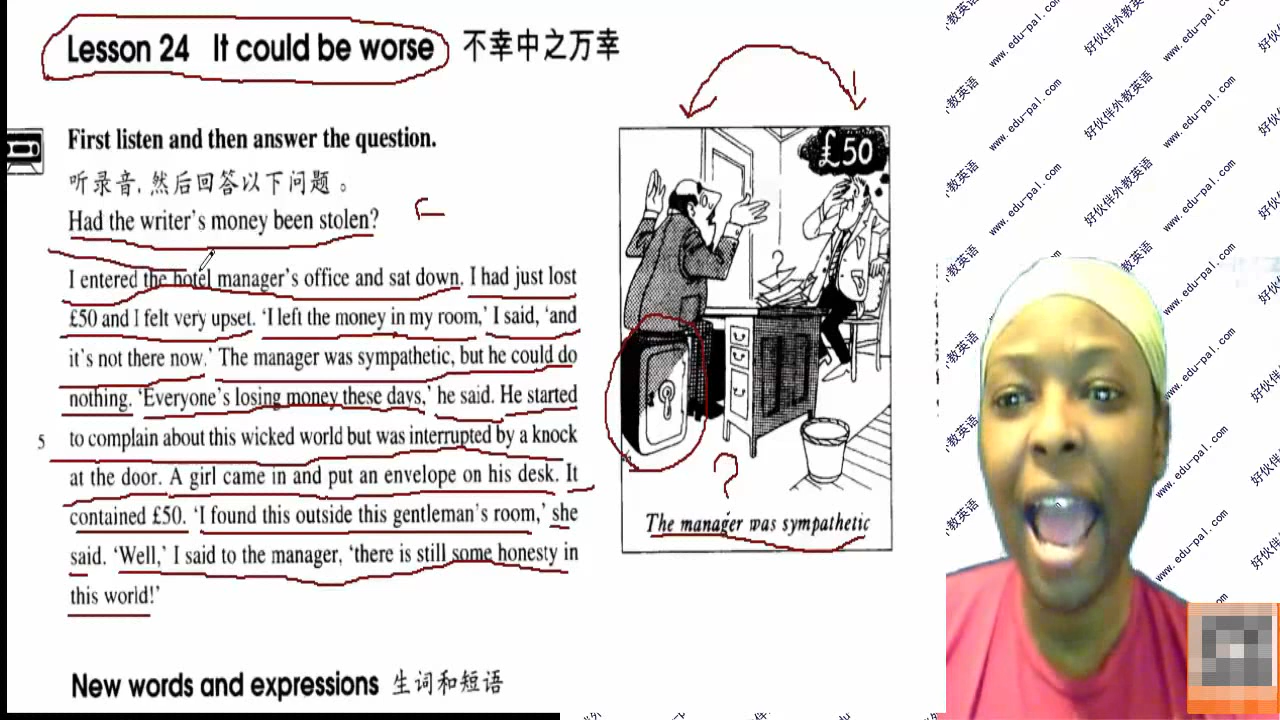 Lesson 24 It could be worse 不幸中之万幸
First listen and then answer the question.
听录音,然后回答以下问题。
Had the writer's money been stolen?
I entered the hotel manager's office and sat down. I had just lost
£50 and I felt very upset. 'I left the money in my room,' I said, 'and
it's not there now.' The manager was sympathetic, but he could do
nothing. 'Everyone's losing money these days,' he said. He started
5 to complain about this wicked world but was interrupted by a knock
at the door. A girl came in and put an envelope on his desk. It
contained £50. 'I found this outside this gentleman's room,' she
said. 'Well,' I said to the manager, 'there is still some honesty in
this world!'
New words and expressions 生词和短语
£50
?
The manager was sympathetic
好伙伴外教英语
www.edu-pal.com